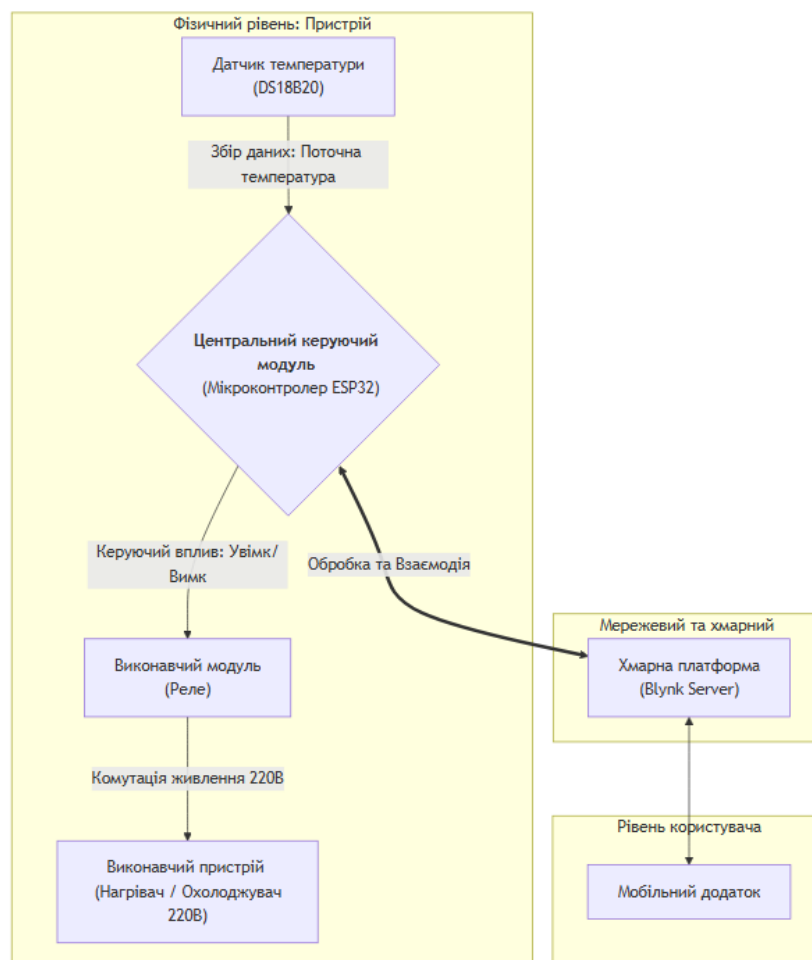 Фізичний рівень: Пристрій
Датчик температури
(DS18B20)
Збір даних: Поточна
температура
Центральний керуючий
модуль
(Мікроконтролер ESP32)
Керуючий вплив: Увімк/
Вимк
Обробка та Взаємодія
Виконавчий модуль
(Реле)
Комутація живлення 220В
Виконавчий пристрій
(Нагрівач / Охолоджувач
220В)
Мережевий та хмарний
Хмарна платформа
(Blynk Server)
Рівень користувача
Мобільний додаток